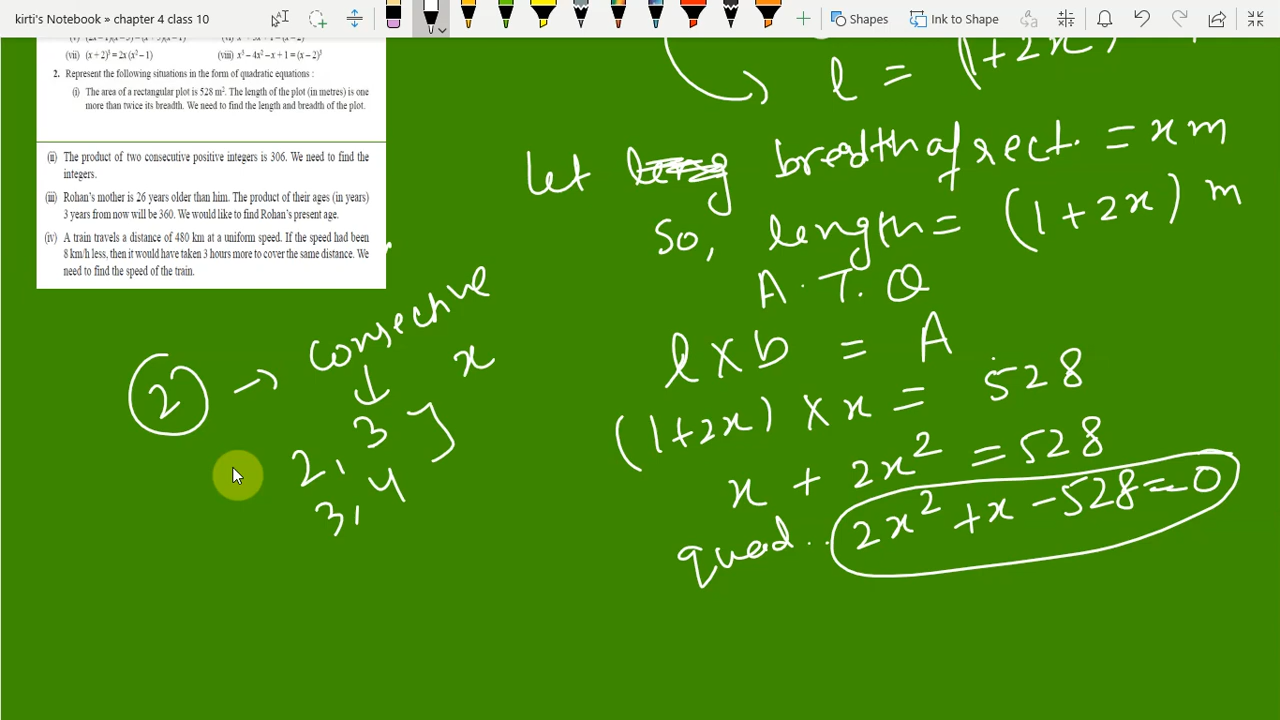 kirti's Notebook » chapter 4 class 10
Shapes
Ink to Shape
(vii) (x + 2)³ = 2x (x² – 1)
(viii) x³ – 4x² – x + 1 = (x – 2)³
2. Represent the following situations in the form of quadratic equations :
(i) The area of a rectangular plot is 528 m². The length of the plot (in metres) is one
more than twice its breadth. We need to find the length and breadth of the plot.
(ii) The product of two consecutive positive integers is 306. We need to find the
integers.
(iii) Rohan's mother is 26 years older than him. The product of their ages (in years)
3 years from now will be 360. We would like to find Rohan's present age.
(iv) A train travels a distance of 480 km at a uniform speed. If the speed had been
8 km/h less, then it would have taken 3 hours more to cover the same distance. We
need to find the speed of the train.
2 → consective
x
2, 3
3, 4
l = (1+2x)
Let breadth of rect. = x m
So, length = (1+2x) m
A.T.Q
l × b = A
(1+2x) × x = 528
x + 2x² = 528
quad.. 2x² + x - 528 = 0